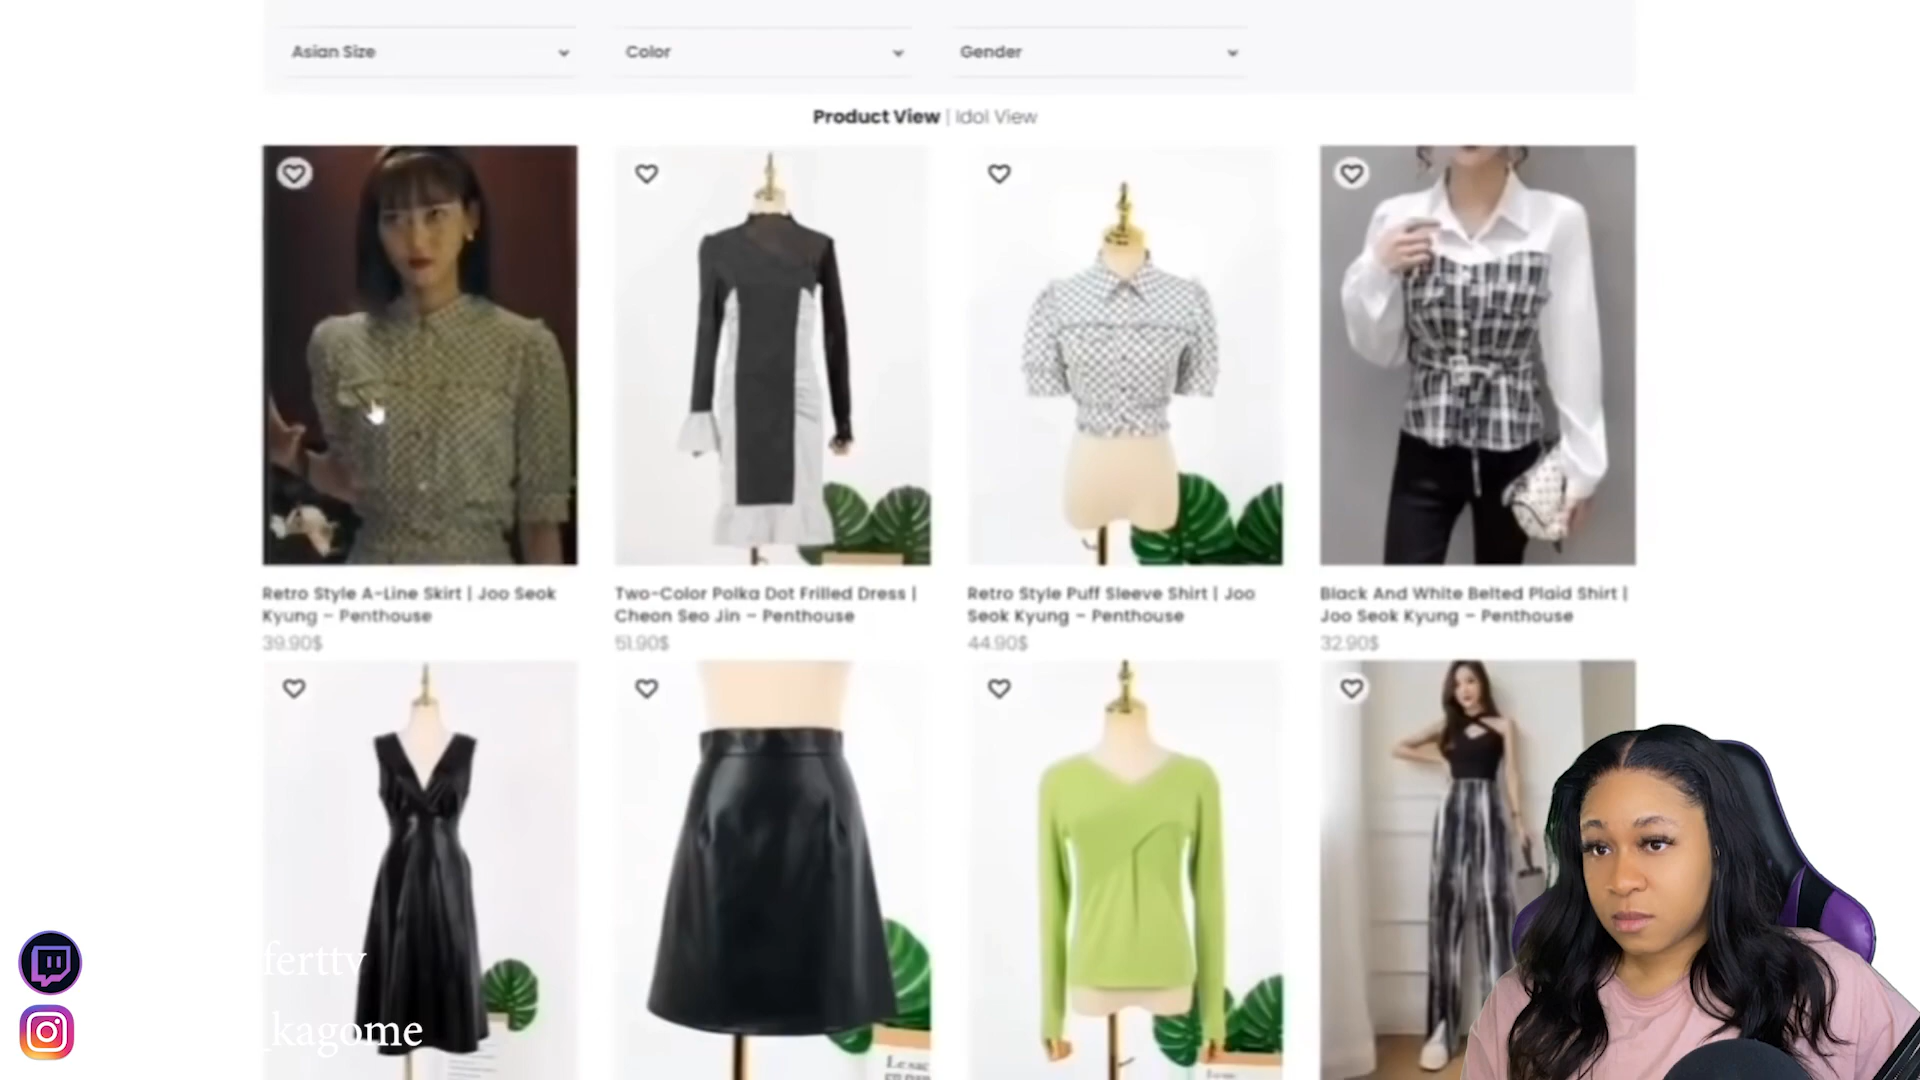 Asian Size
Color
Gender
Product View | Idol View
Retro Style A-Line Skirt | Joo Seok
Kyung – Penthouse
39.90$
Two-Color Polka Dot Frilled Dress |
Cheon Seo Jin – Penthouse
51.90$
Retro Style Puff Sleeve Shirt | Joo
Seok Kyung – Penthouse
44.90$
Black And White Belted Plaid Shirt |
Joo Seok Kyung – Penthouse
32.90$
ferttv
_kagome